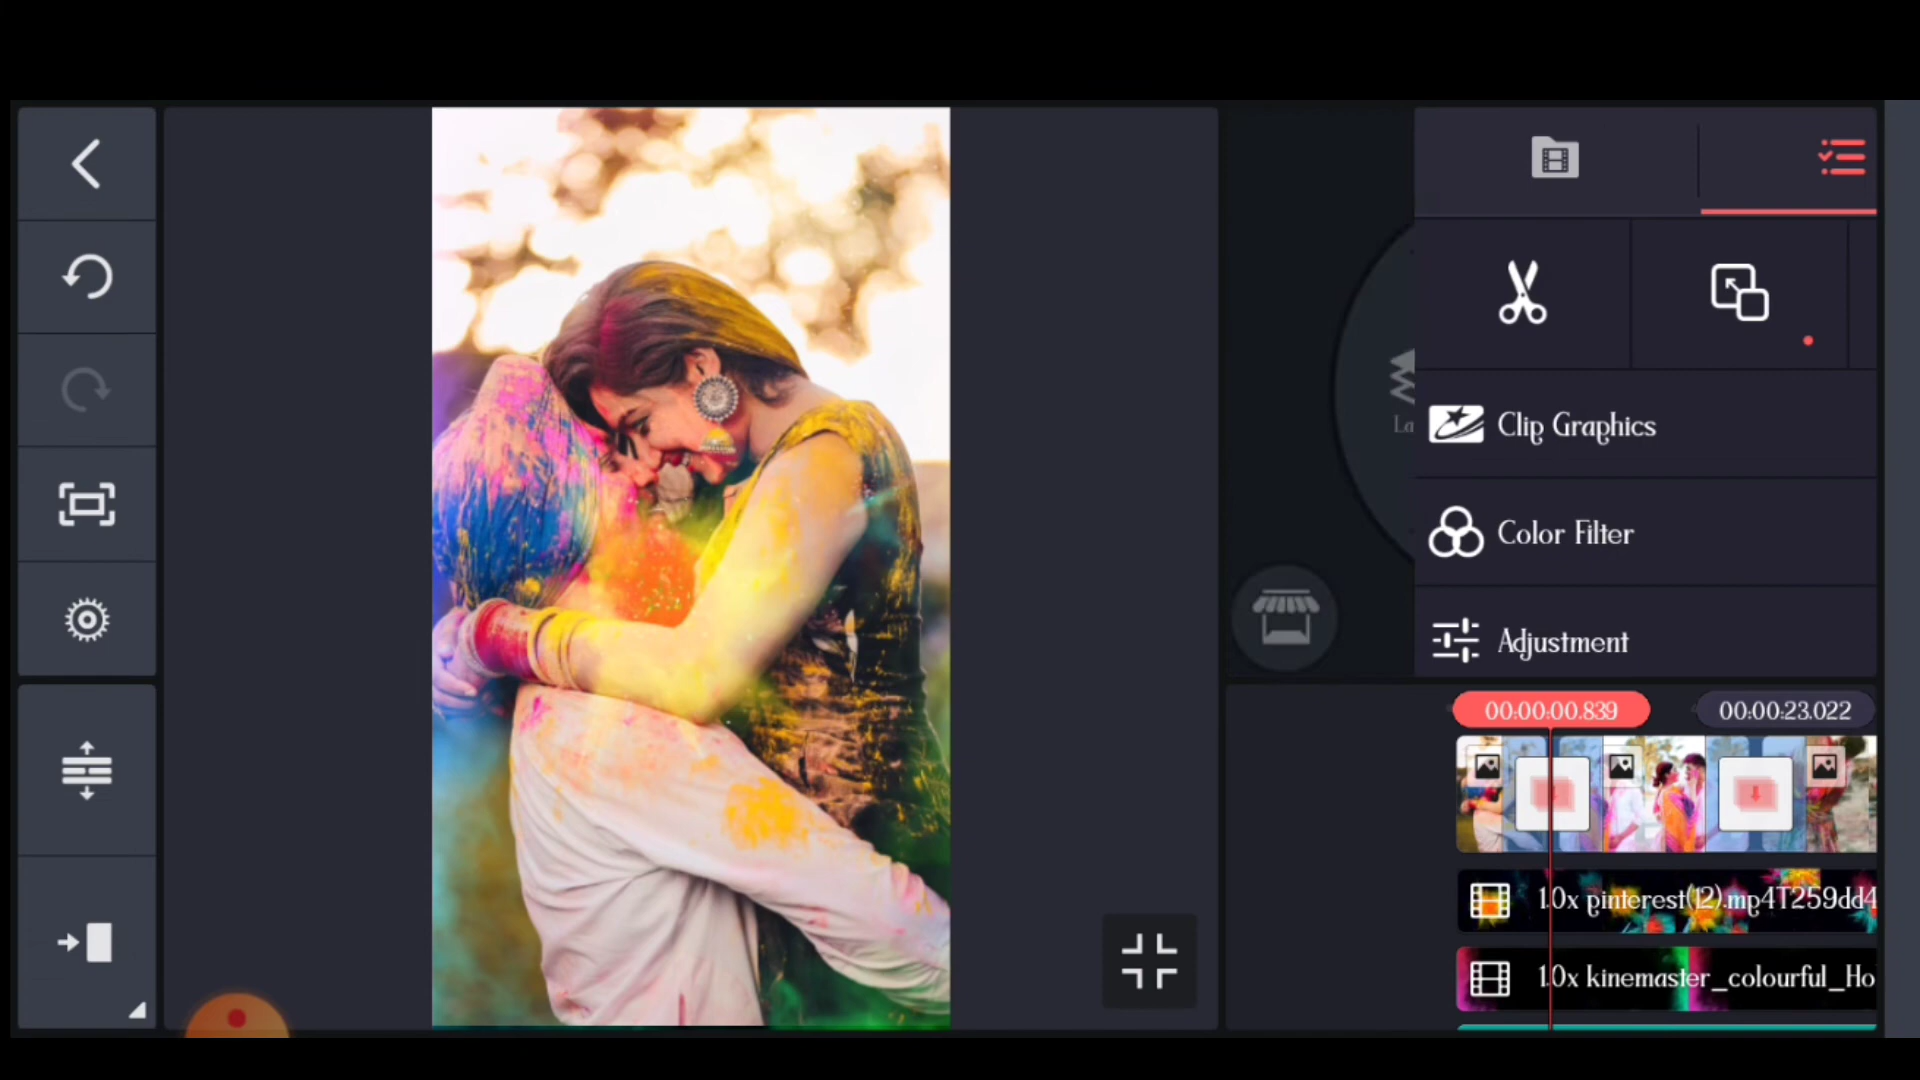 La
Clip Graphics
Color Filter
Adjustment
00:00:00.839
00:00:23.022
1.0x pinterest(12).mp4T259dd4
1.0x kinemaster_colourful_Ho